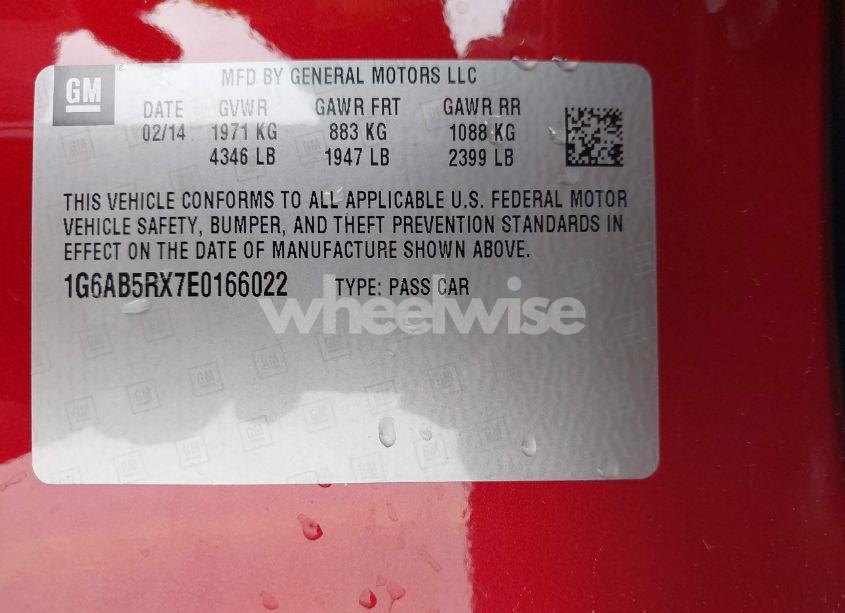 GM
MFD BY GENERAL MOTORS LLC
DATE GVWR GAWR FRT GAWR RR
02/14 1971 KG 883 KG 1088 KG
4346 LB 1947 LB 2399 LB
THIS VEHICLE CONFORMS TO ALL APPLICABLE U.S. FEDERAL MOTOR
VEHICLE SAFETY, BUMPER, AND THEFT PREVENTION STANDARDS IN
EFFECT ON THE DATE OF MANUFACTURE SHOWN ABOVE.
1G6AB5RX7E0166022 TYPE: PASS CAR
wheelwise